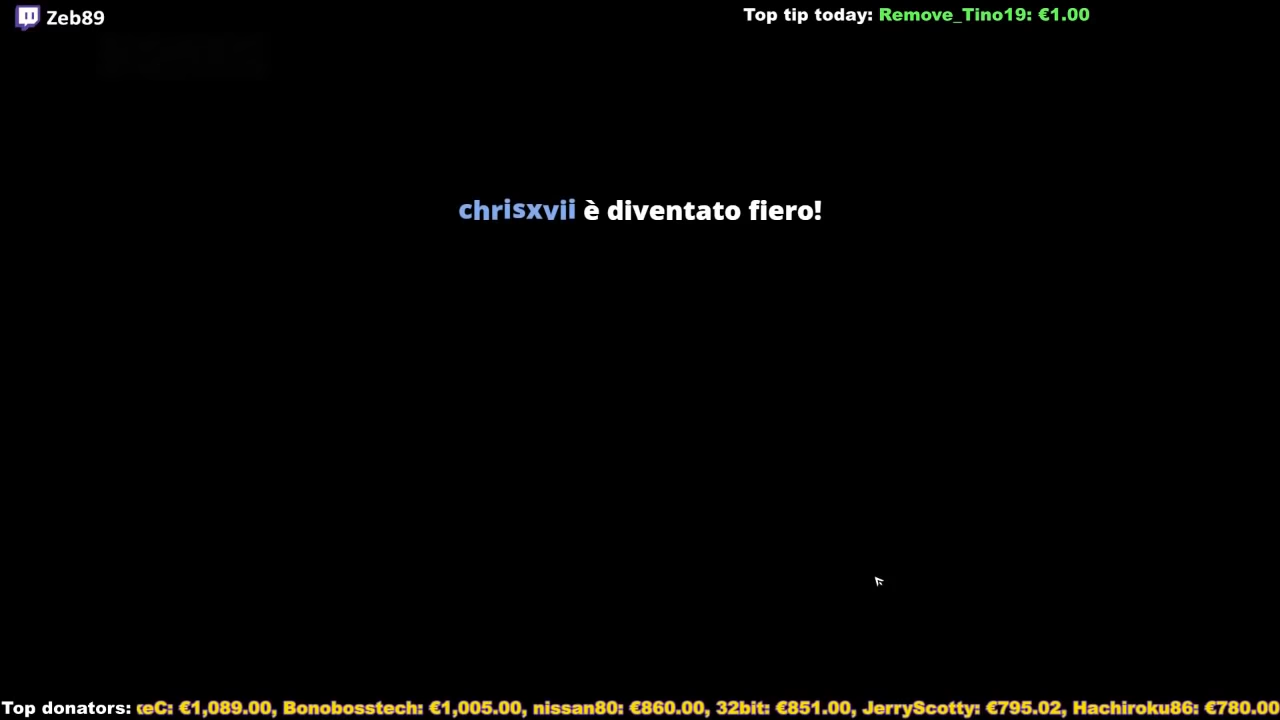 Zeb89
Top tip today: Remove_Tino19: €1.00
chrisxvii è diventato fiero!
Top donators: eC: €1,089.00, Bonobosstech: €1,005.00, nissan80: €860.00, 32bit: €851.00, JerryScotty: €795.02, Hachiroku86: €780.00